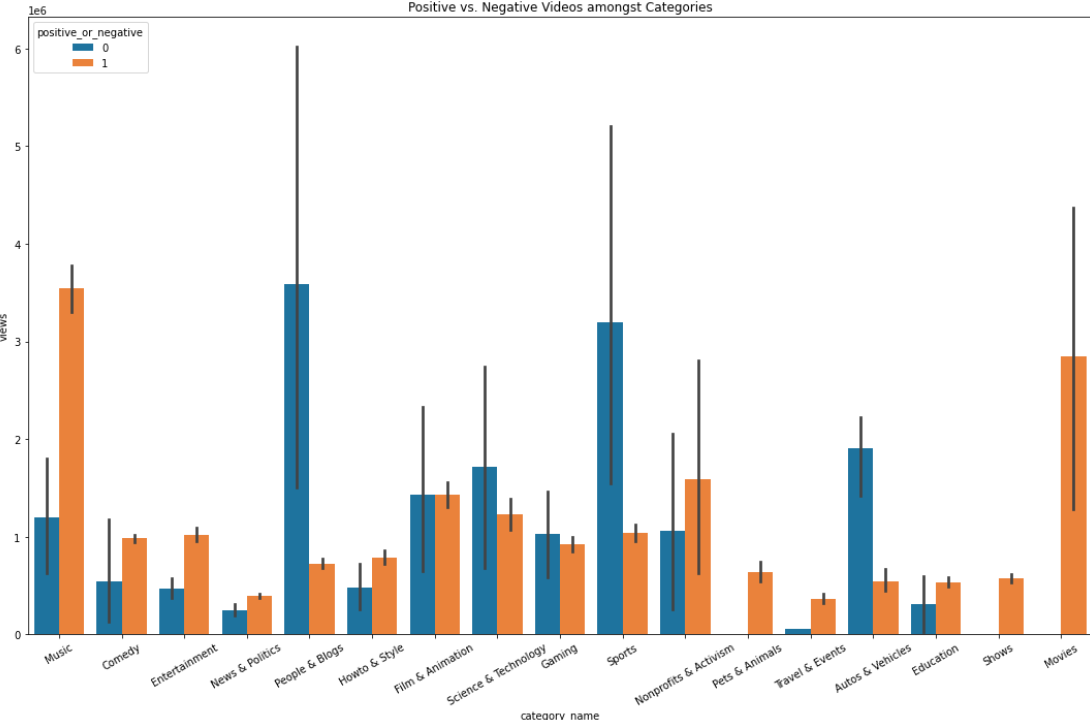 Positive vs. Negative Videos amongst Categories
1e6
positive_or_negative
0
1
6
5
4
3
2
1
0
views
Music
Comedy
Entertainment
News & Politics
People & Blogs
Howto & Style
Film & Animation
Science & Technology
Gaming
Sports
Nonprofits & Activism
Pets & Animals
Travel & Events
Autos & Vehicles
Education
Shows
Movies
category_name